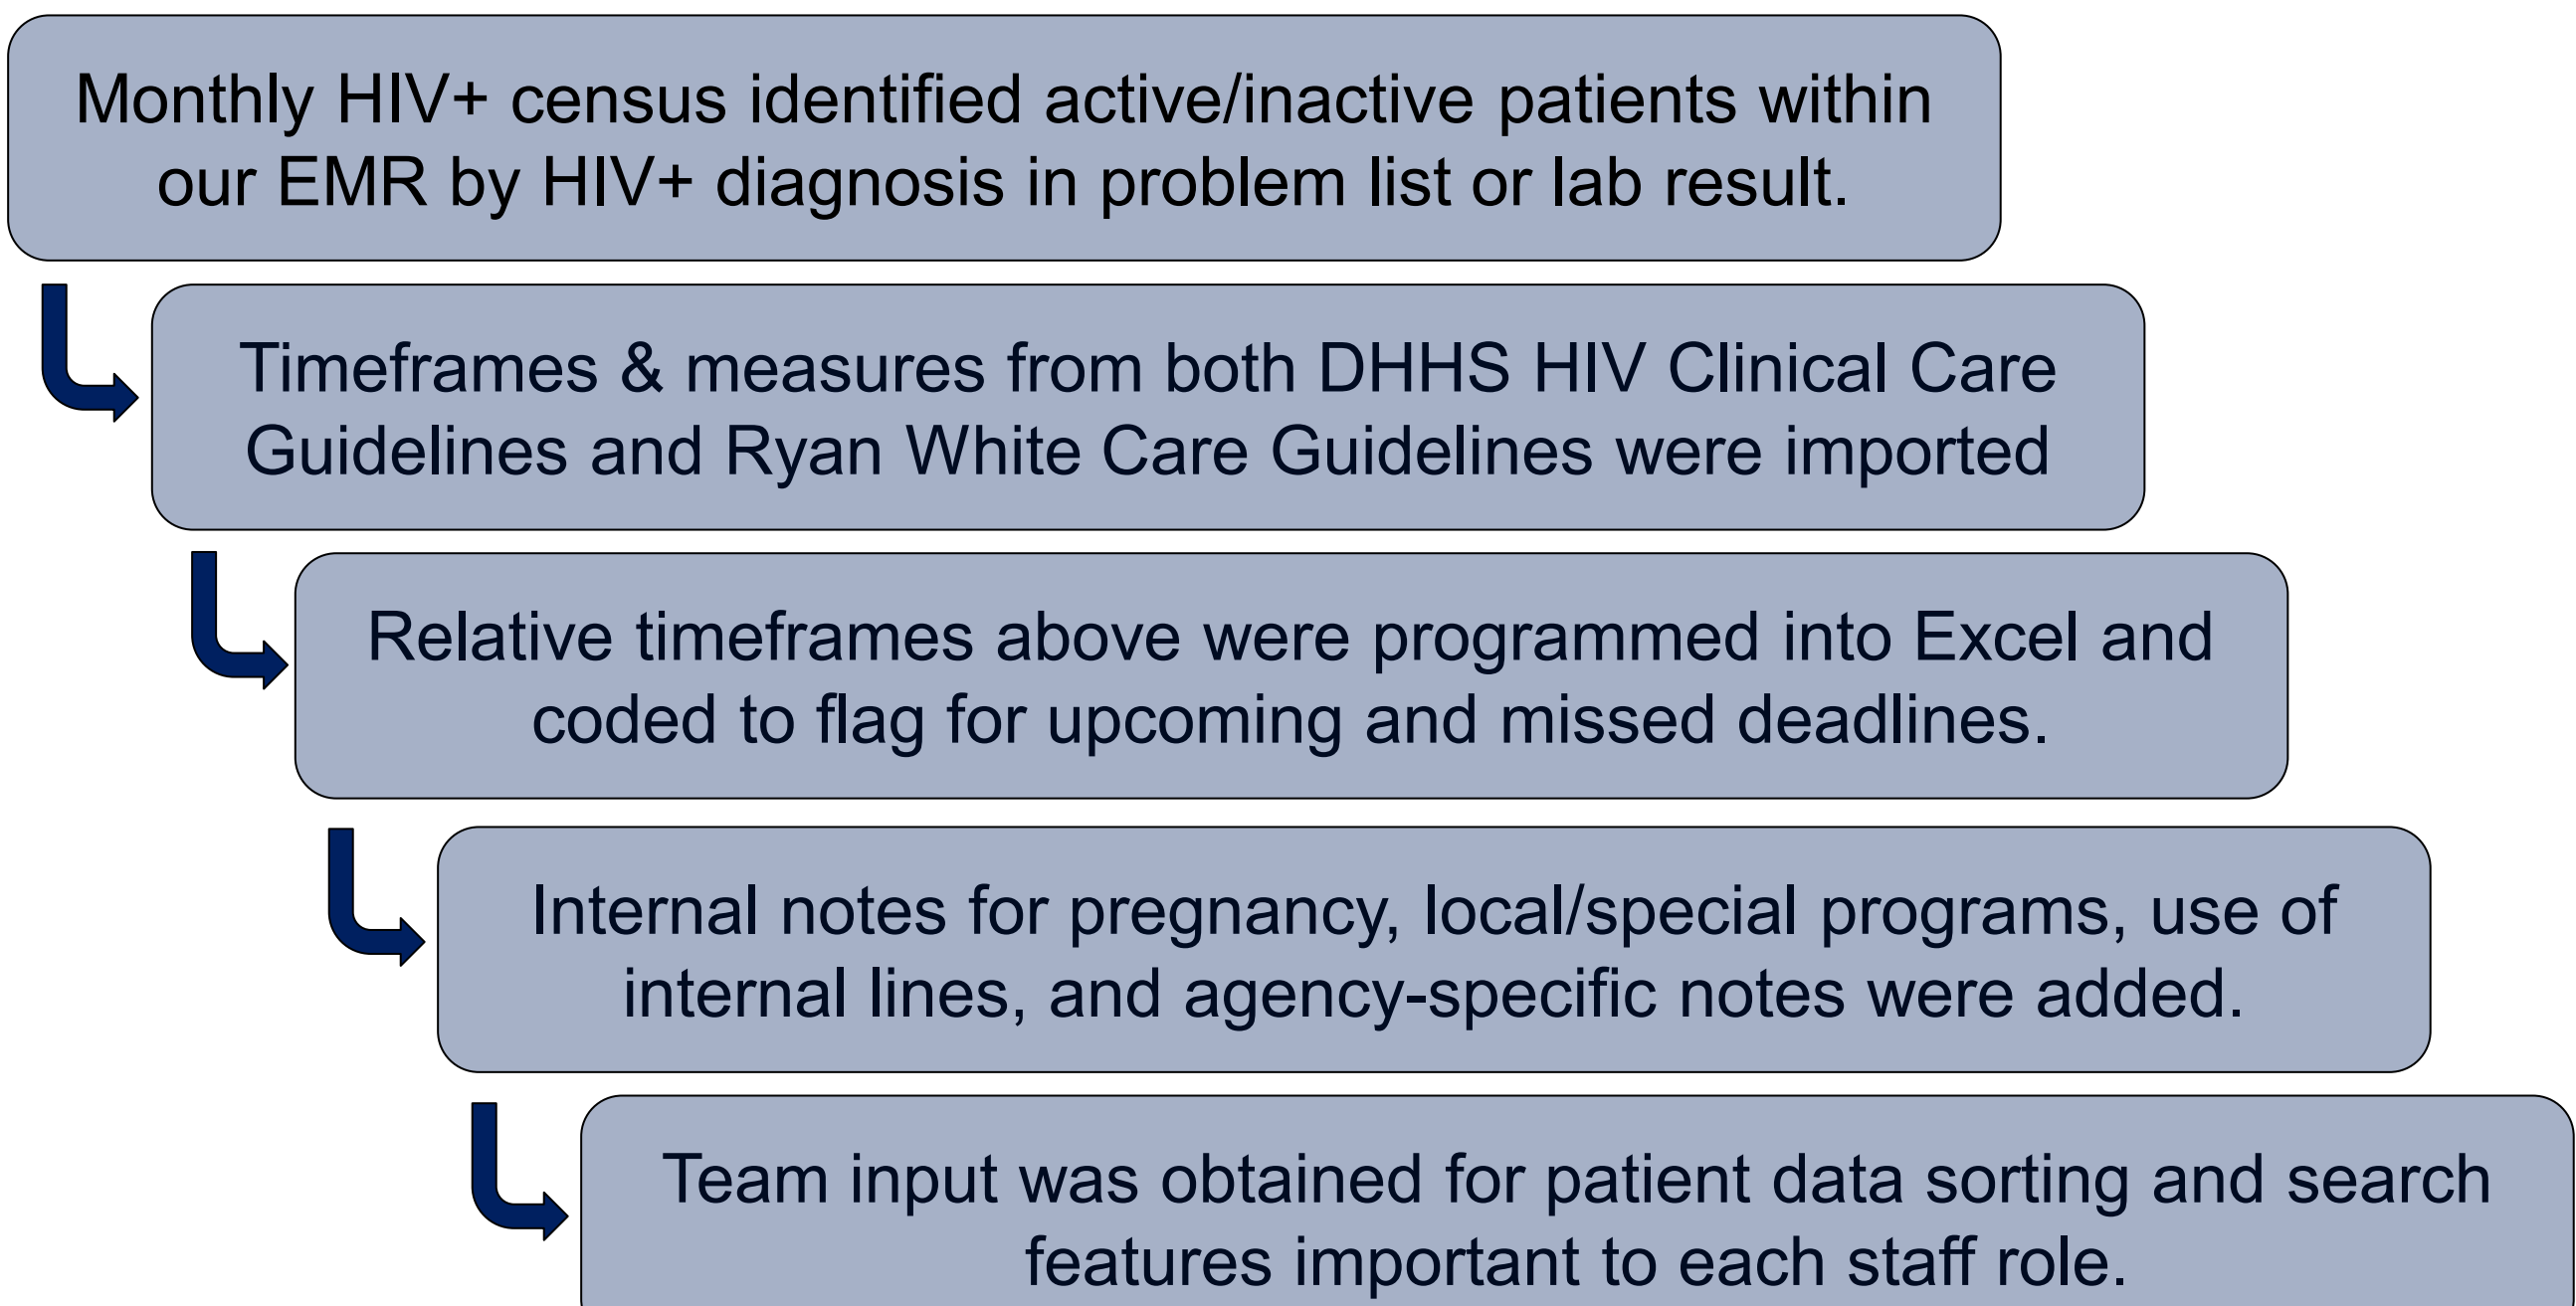 Monthly HIV+ census identified active/inactive patients within
our EMR by HIV+ diagnosis in problem list or lab result.
Timeframes & measures from both DHHS HIV Clinical Care
Guidelines and Ryan White Care Guidelines were imported
Relative timeframes above were programmed into Excel and
coded to flag for upcoming and missed deadlines.
Internal notes for pregnancy, local/special programs, use of
internal lines, and agency-specific notes were added.
Team input was obtained for patient data sorting and search
features important to each staff role.